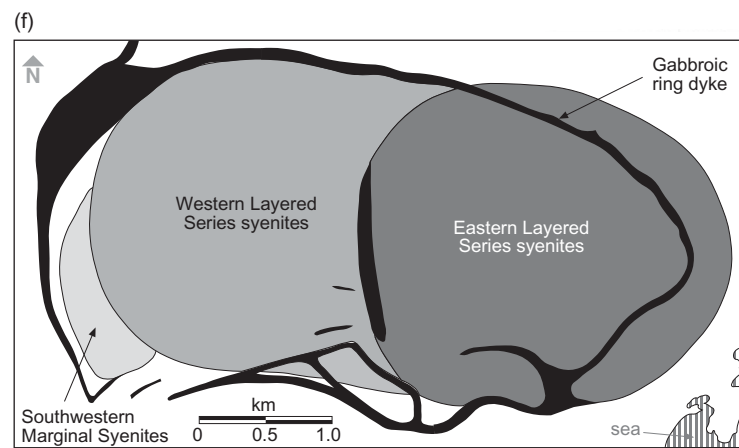 (f)
N
Gabbroic
ring dyke
Western Layered
Series syenites
Eastern Layered
Series syenites
Southwestern
Marginal Syenites
km
0 0.5 1.0
sea